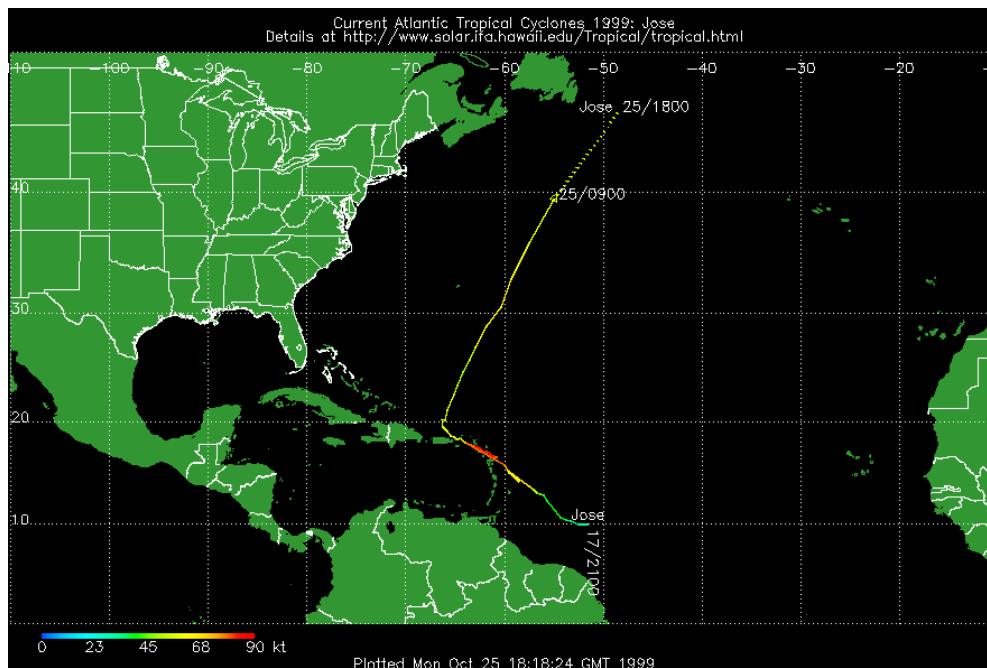 Current Atlantic Tropical Cyclones 1999: Jose
Details at http://www.solar.ifa.hawaii.edu/Tropical/tropical.html
-110 -100 -90 -80 -70 -60 -50 -40 -30 -20
Jose 25/1800
40
25/0900
30
20
10
Jose
17/2100
0 23 45 68 90 kt
Plotted Mon Oct 25 18:18:24 GMT 1999